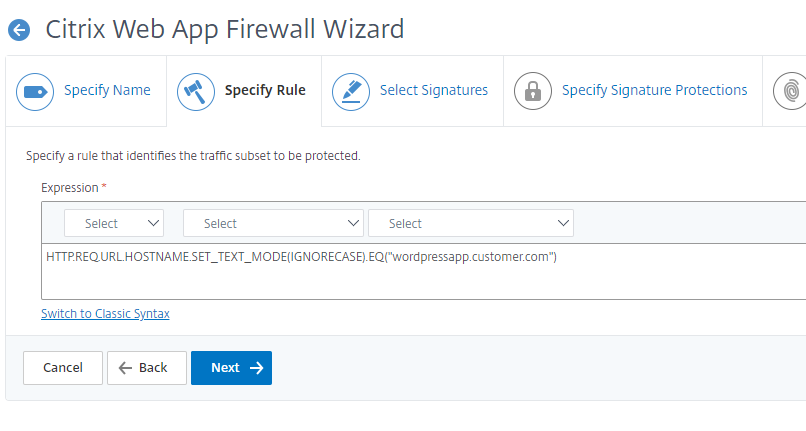 Citrix Web App Firewall Wizard
Specify Name
Specify Rule
Select Signatures
Specify Signature Protections
Specify a rule that identifies the traffic subset to be protected.
Expression *
Select
Select
Select
HTTP.REQ.URL.HOSTNAME.SET_TEXT_MODE(IGNORECASE).EQ("wordpressapp.customer.com")
Switch to Classic Syntax
Cancel
Back
Next